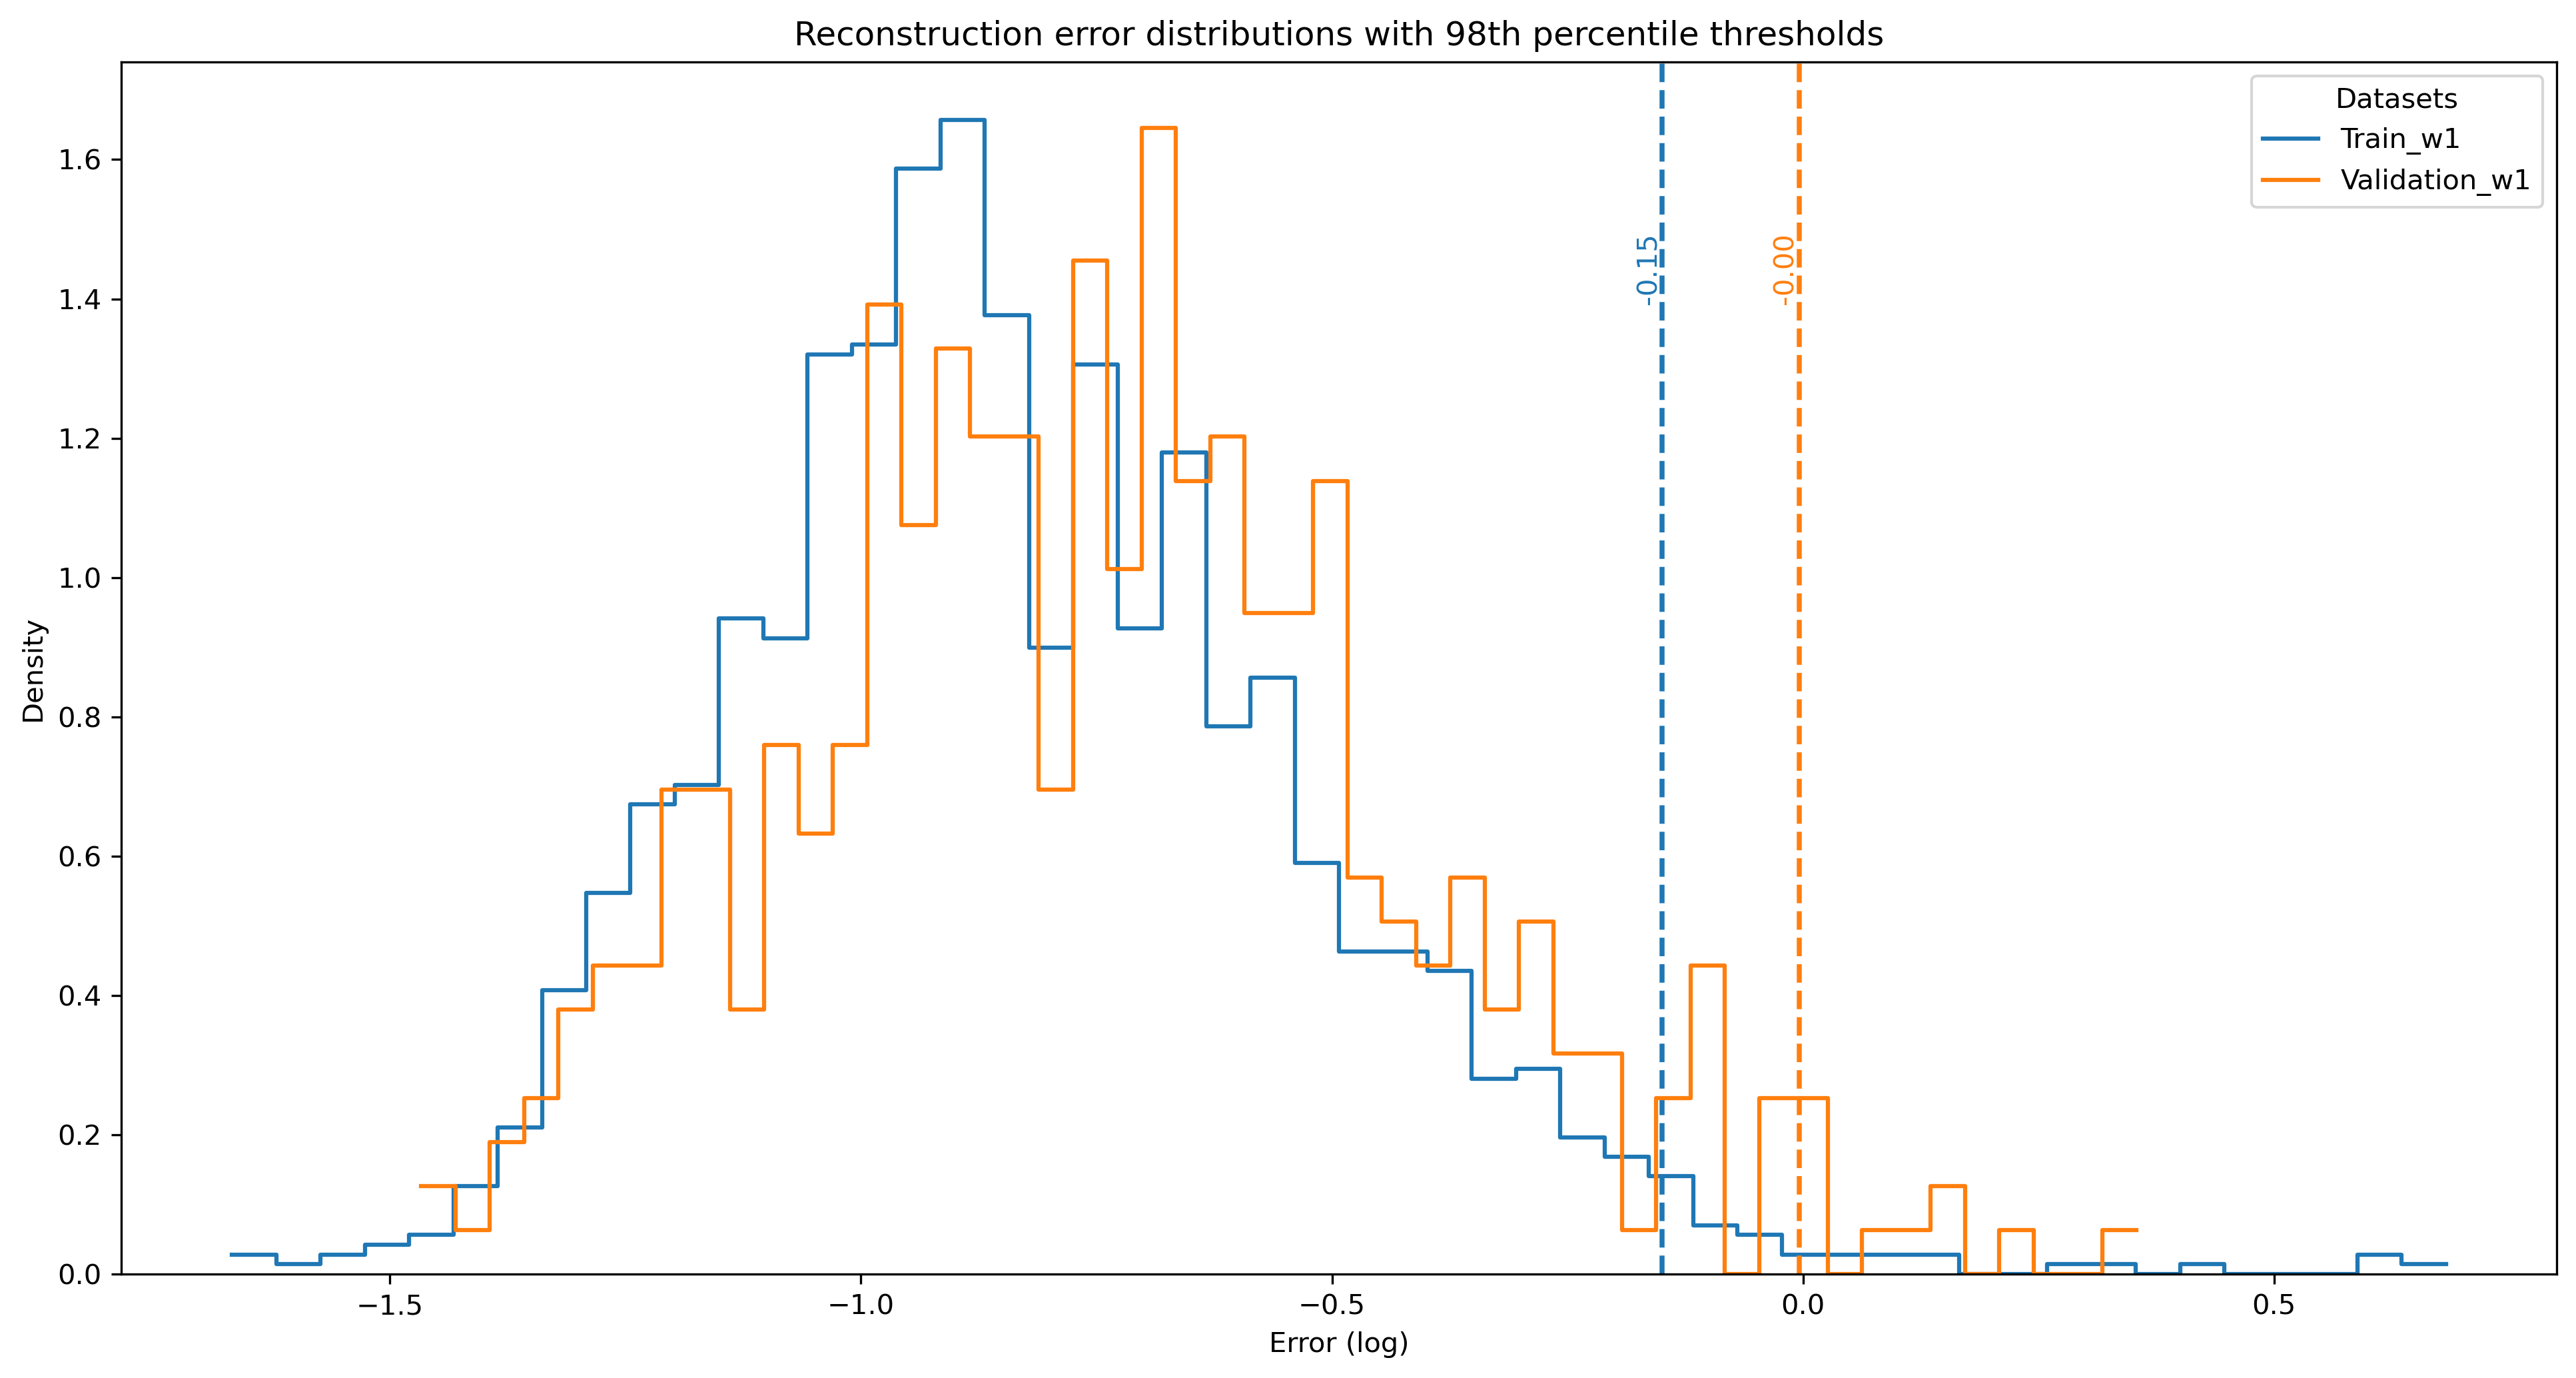 Reconstruction error distributions with 98th percentile thresholds
Datasets
Train_w1
Validation_w1
-0.15
-0.00
Density
1.6
1.4
1.2
1.0
0.8
0.6
0.4
0.2
0.0
−1.5
−1.0
−0.5
0.0
0.5
Error (log)